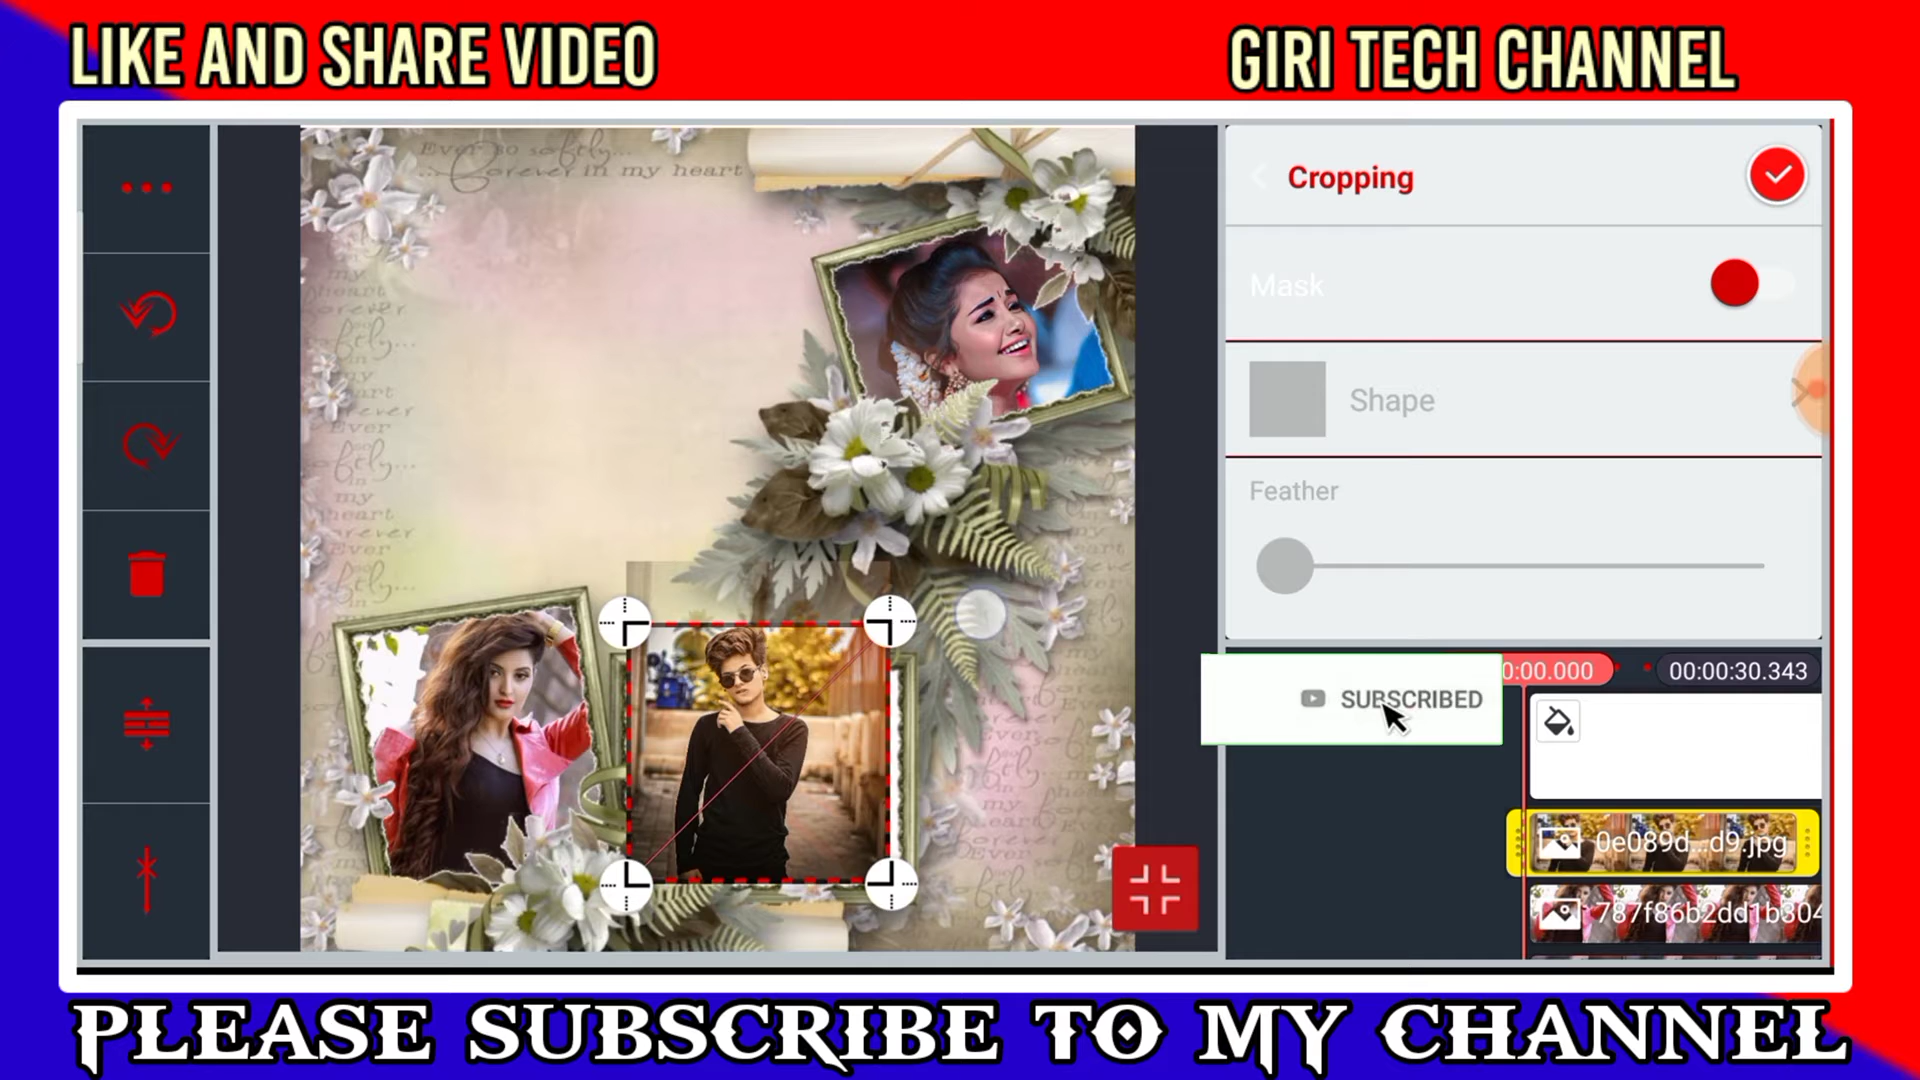 LIKE AND SHARE VIDEO
GIRI TECH CHANNEL
Ever so softly...
...Forever in my heart
Cropping
Mask
Shape
Feather
0:00.000
00:00:30.343
SUBSCRIBED
0e089d...d9.jpg
787f86b2dd1b304
PLEASE SUBSCRIBE TO MY CHANNEL